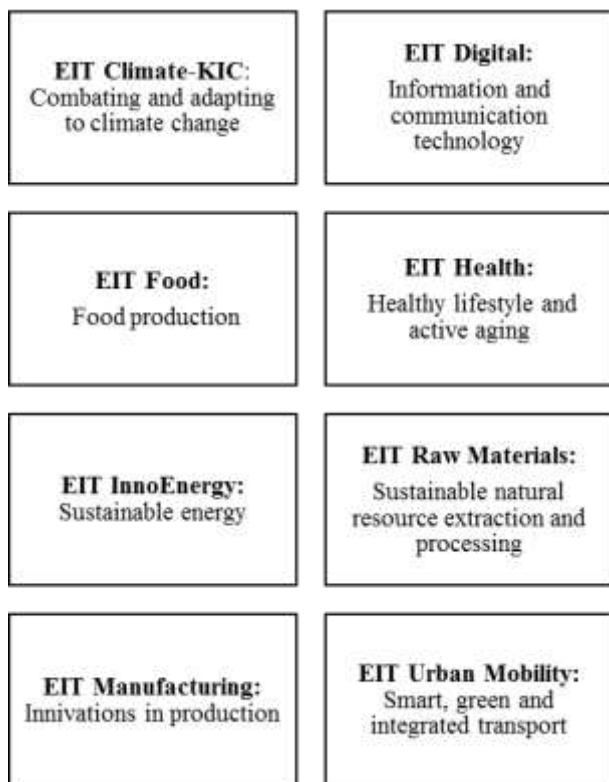 EIT Climate-KIC:
Combating and adapting
to climate change
EIT Digital:
Information and
communication
technology
EIT Food:
Food production
EIT Health:
Healthy lifestyle and
active aging
EIT InnoEnergy:
Sustainable energy
EIT Raw Materials:
Sustainable natural
resource extraction and
processing
EIT Manufacturing:
Innivations in production
EIT Urban Mobility:
Smart, green and
integrated transport